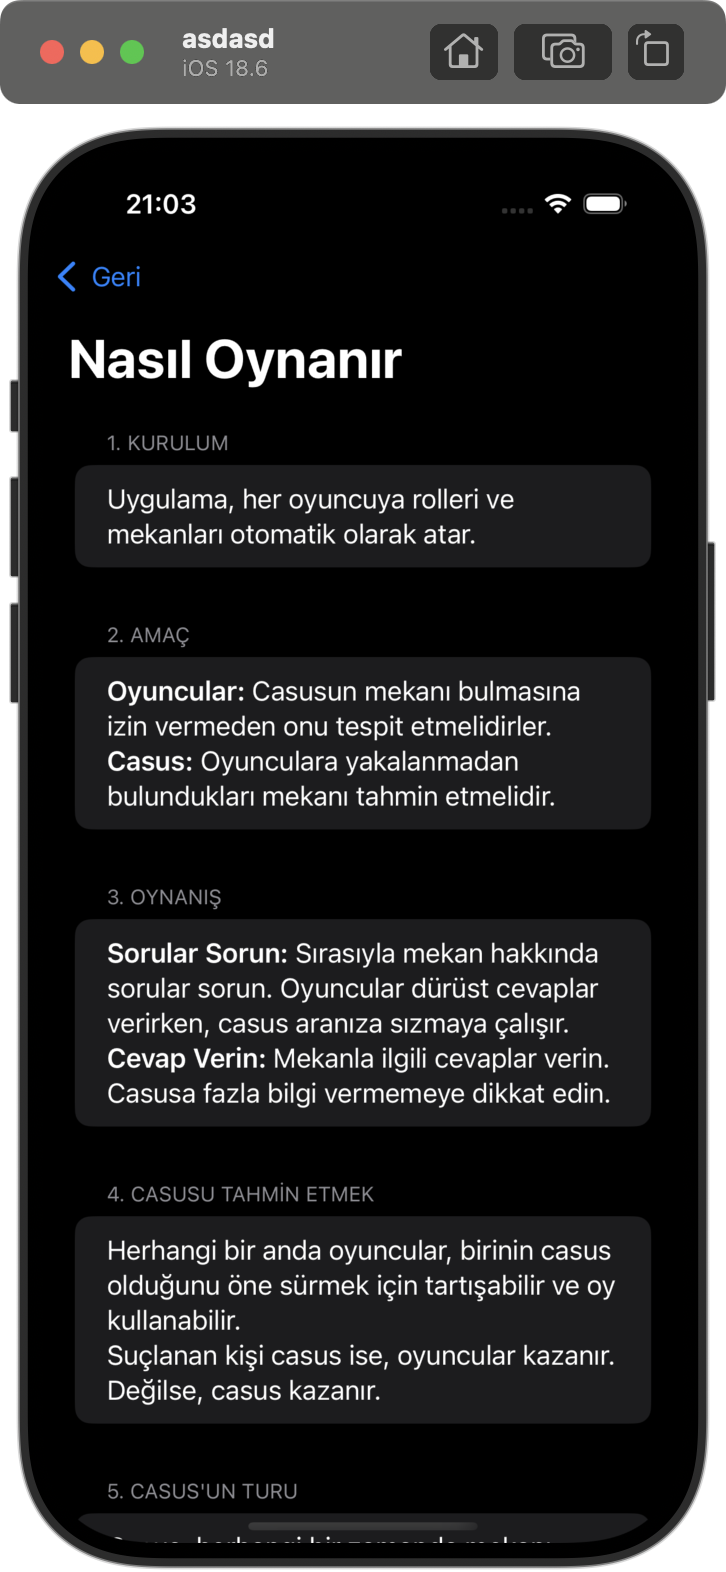 asdasd
iOS 18.6
21:03
Geri
Nasıl Oynanır
1. KURULUM
Uygulama, her oyuncuya rolleri ve
mekanları otomatik olarak atar.
2. AMAÇ
Oyuncular: Casusun mekanı bulmasına
izin vermeden onu tespit etmelidirler.
Casus: Oyunculara yakalanmadan
bulundukları mekanı tahmin etmelidir.
3. OYNANIŞ
Sorular Sorun: Sırasıyla mekan hakkında
sorular sorun. Oyuncular dürüst cevaplar
verirken, casus aranıza sızmaya çalışır.
Cevap Verin: Mekanla ilgili cevaplar verin.
Casusa fazla bilgi vermemeye dikkat edin.
4. CASUSU TAHMİN ETMEK
Herhangi bir anda oyuncular, birinin casus
olduğunu öne sürmek için tartışabilir ve oy
kullanabilir.
Suçlanan kişi casus ise, oyuncular kazanır.
Değilse, casus kazanır.
5. CASUS'UN TURU